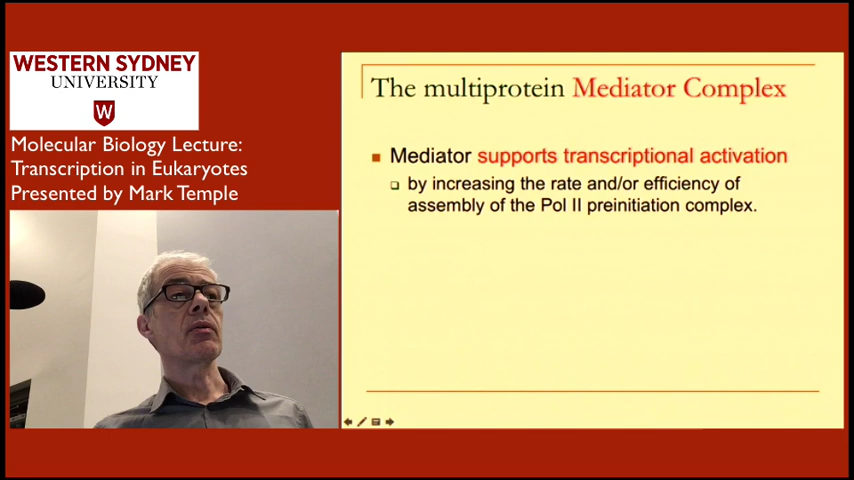 WESTERN SYDNEY
UNIVERSITY
W
Molecular Biology Lecture:
Transcription in Eukaryotes
Presented by Mark Temple
The multiprotein Mediator Complex
Mediator supports transcriptional activation
by increasing the rate and/or efficiency of
assembly of the Pol II preinitiation complex.